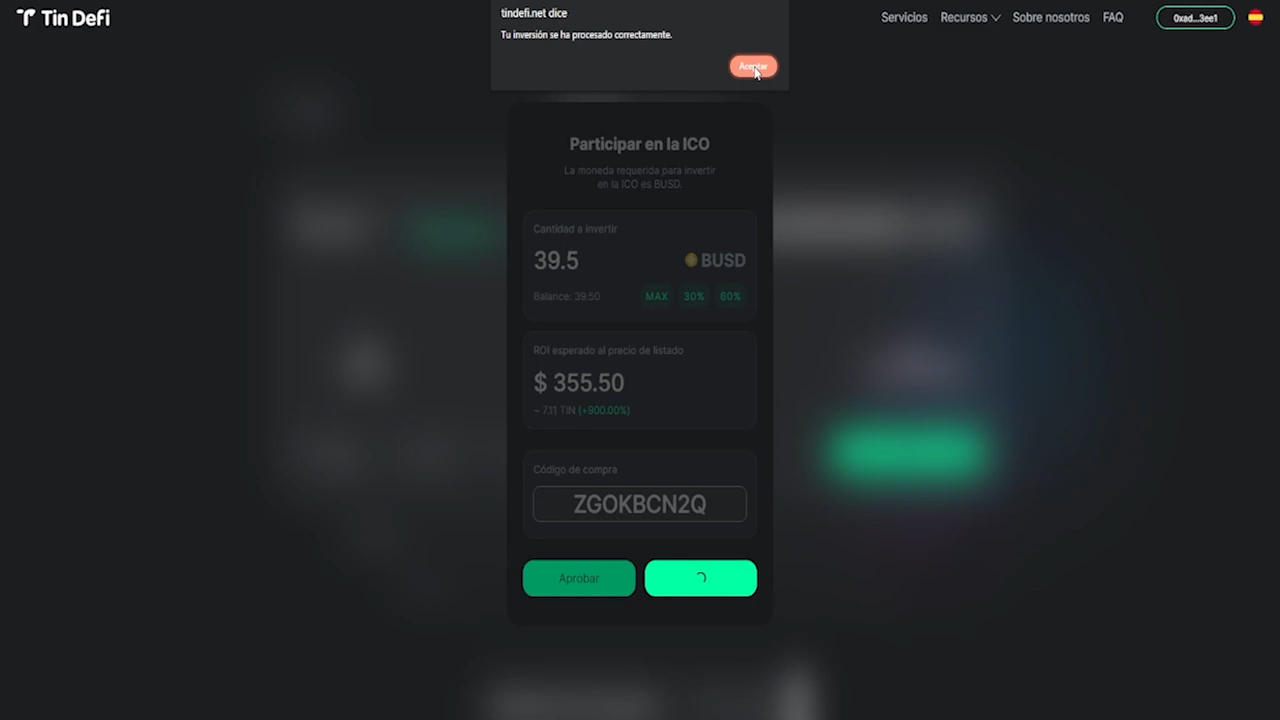 Tin Defi
Servicios Recursos Sobre nosotros FAQ 0xad...3ee1
tindefi.net dice
Tu inversión se ha procesado correctamente.
Aceptar
Participar en la ICO
La moneda requerida para invertir
en la ICO es BUSD.
Cantidad a invertir
39.5 BUSD
Balance: 39.50 MAX 30% 60%
ROI esperado al precio de listado
$ 355.50
~ 7.11 TIN (+900.00%)
Código de compra
ZGOKBCN2Q
Aprobar